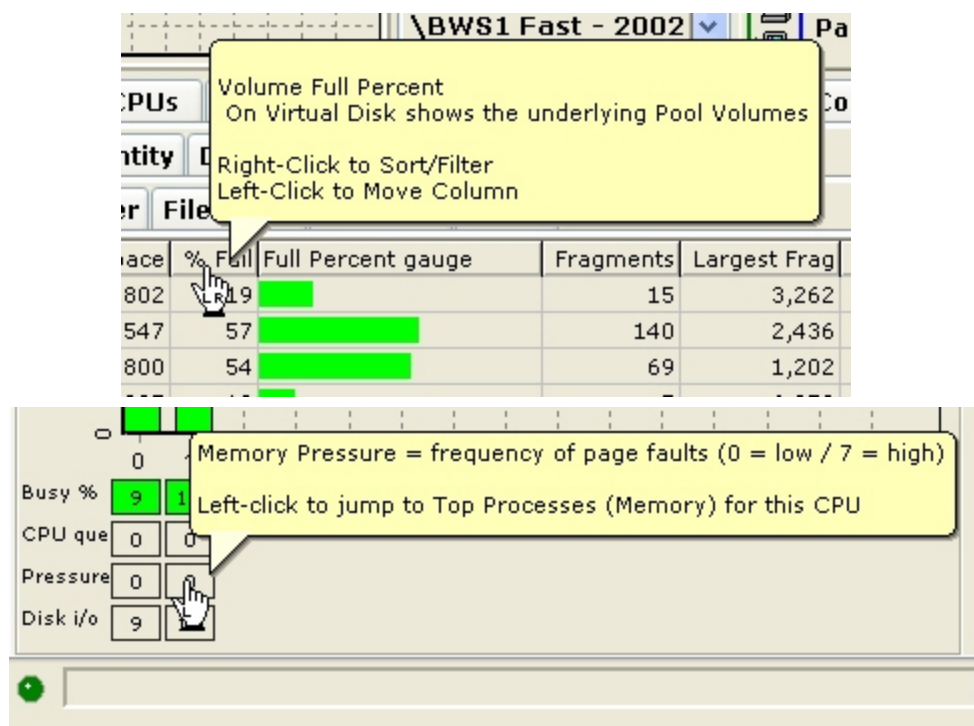 \BWS1 Fast - 2002
Pa
Volume Full Percent
On Virtual Disk shows the underlying Pool Volumes
Right-Click to Sort/Filter
Left-Click to Move Column
CPUs
Co
ntity
er File
pace % Full Full Percent gauge Fragments Largest Frag
802 19 15 3,262
547 57 140 2,436
800 54 69 1,202
0
0
Memory Pressure = frequency of page faults (0 = low / 7 = high)
Left-click to jump to Top Processes (Memory) for this CPU
Busy % 9 1
CPU que 0 0
Pressure 0 0
Disk i/o 9